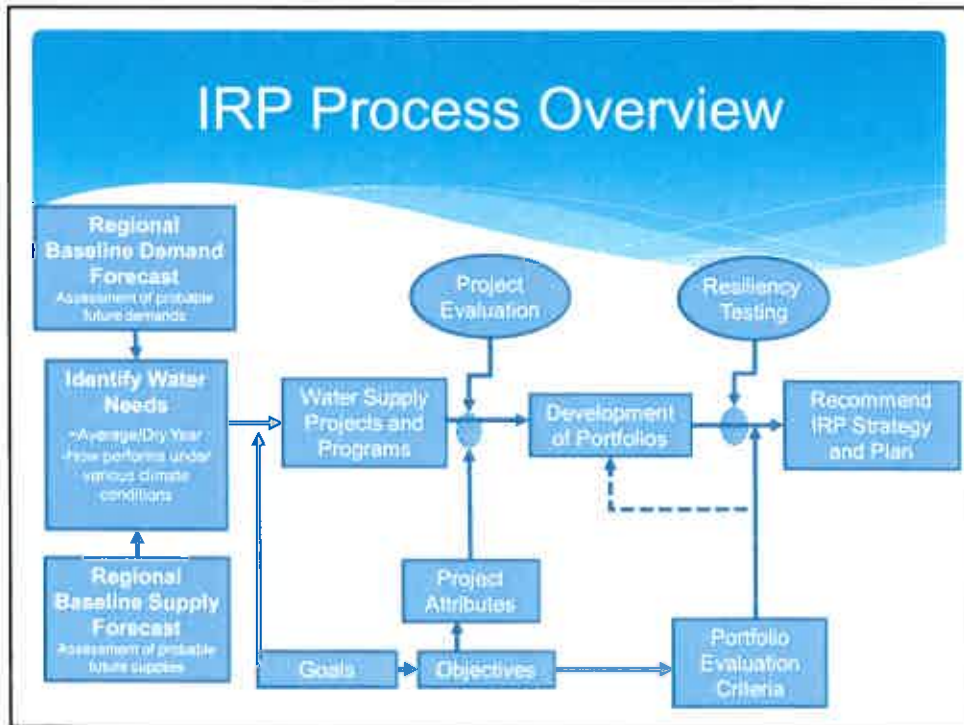 IRP Process Overview
Regional
Baseline Demand
Forecast
Assessment of probable
future demands
Identify Water
Needs
-Average/Dry Year
-How performs under
various climate
conditions
Regional
Baseline Supply
Forecast
Assessment of probable
future supplies
Water Supply
Projects and
Programs
Project
Evaluation
Development
of Portfolios
Resiliency
Testing
Recommend
IRP Strategy
and Plan
Project
Attributes
Goals
Objectives
Portfolio
Evaluation
Criteria